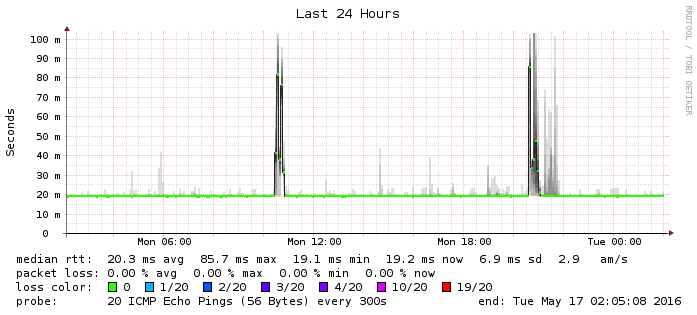 Last 24 Hours
RRDTOOL / TOBI OETIKER
Seconds
100 m
90 m
80 m
70 m
60 m
50 m
40 m
30 m
20 m
10 m
0
Mon 06:00 Mon 12:00 Mon 18:00 Tue 00:00
median rtt: 20.3 ms avg 85.7 ms max 19.1 ms min 19.2 ms now 6.9 ms sd 2.9 am/s
packet loss: 0.00 % avg 0.00 % max 0.00 % min 0.00 % now
loss color: 0 1/20 2/20 3/20 4/20 10/20 19/20
probe: 20 ICMP Echo Pings (56 Bytes) every 300s end: Tue May 17 02:05:08 2016